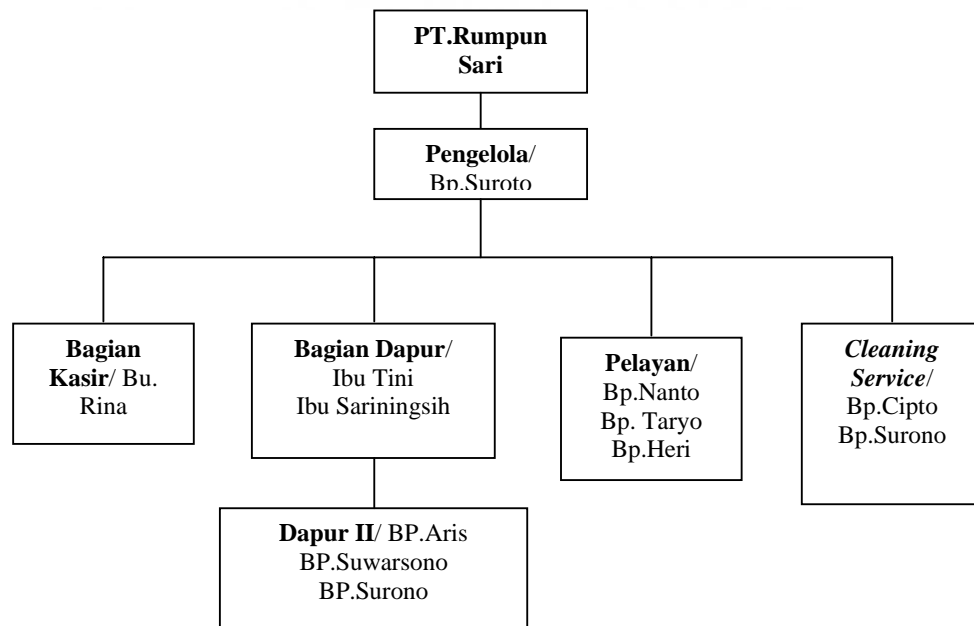 PT.Rumpun
Sari
Pengelola/
Bp.Suroto
Bagian
Kasir/ Bu.
Rina
Bagian Dapur/
Ibu Tini
Ibu Sariningsih
Pelayan/
Bp.Nanto
Bp. Taryo
Bp.Heri
Cleaning
Service/
Bp.Cipto
Bp.Surono
Dapur II/ BP.Aris
BP.Suwarsono
BP.Surono